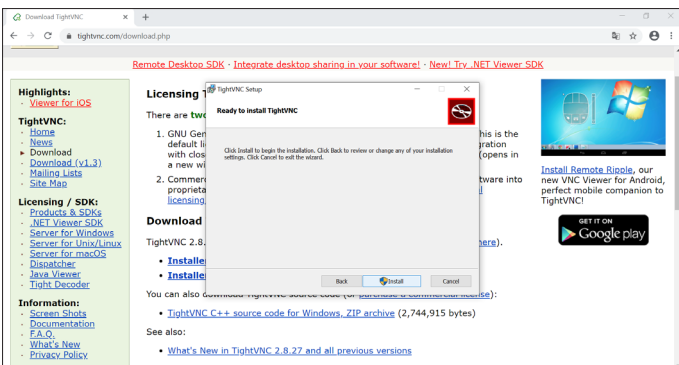 Download TightVNC
tightvnc.com/download.php
Remote Desktop SDK · Integrate desktop sharing in your software! · New! Try .NET Viewer SDK
Highlights:
Viewer for iOS
TightVNC:
Home
News
Download
Download (v1.3)
Mailing Lists
Site Map
Licensing / SDK:
Products & SDKs
.NET Viewer SDK
Server for Windows
Server for Unix/Linux
Server for macOS
Dispatcher
Java Viewer
Tight Decoder
Information:
Screen Shots
Documentation
F.A.Q.
What's New
Privacy Policy
Licensing
There are two
1. GNU Gen his is the
default li gration
with clos (opens in
a new wi
2. Commer tware into
proprieta
licensing
Download
TightVNC 2.8. here).
Installe
Installe
You can also download TightVNC source code (or purchase a commercial license):
TightVNC C++ source code for Windows, ZIP archive (2,744,915 bytes)
See also:
What's New in TightVNC 2.8.27 and all previous versions
TightVNC Setup
Ready to install TightVNC
Click Install to begin the installation. Click Back to review or change any of your installation
settings. Click Cancel to exit the wizard.
Back Install Cancel
Install Remote Ripple, our
new VNC Viewer for Android,
perfect mobile companion to
TightVNC!
GET IT ON
Google play